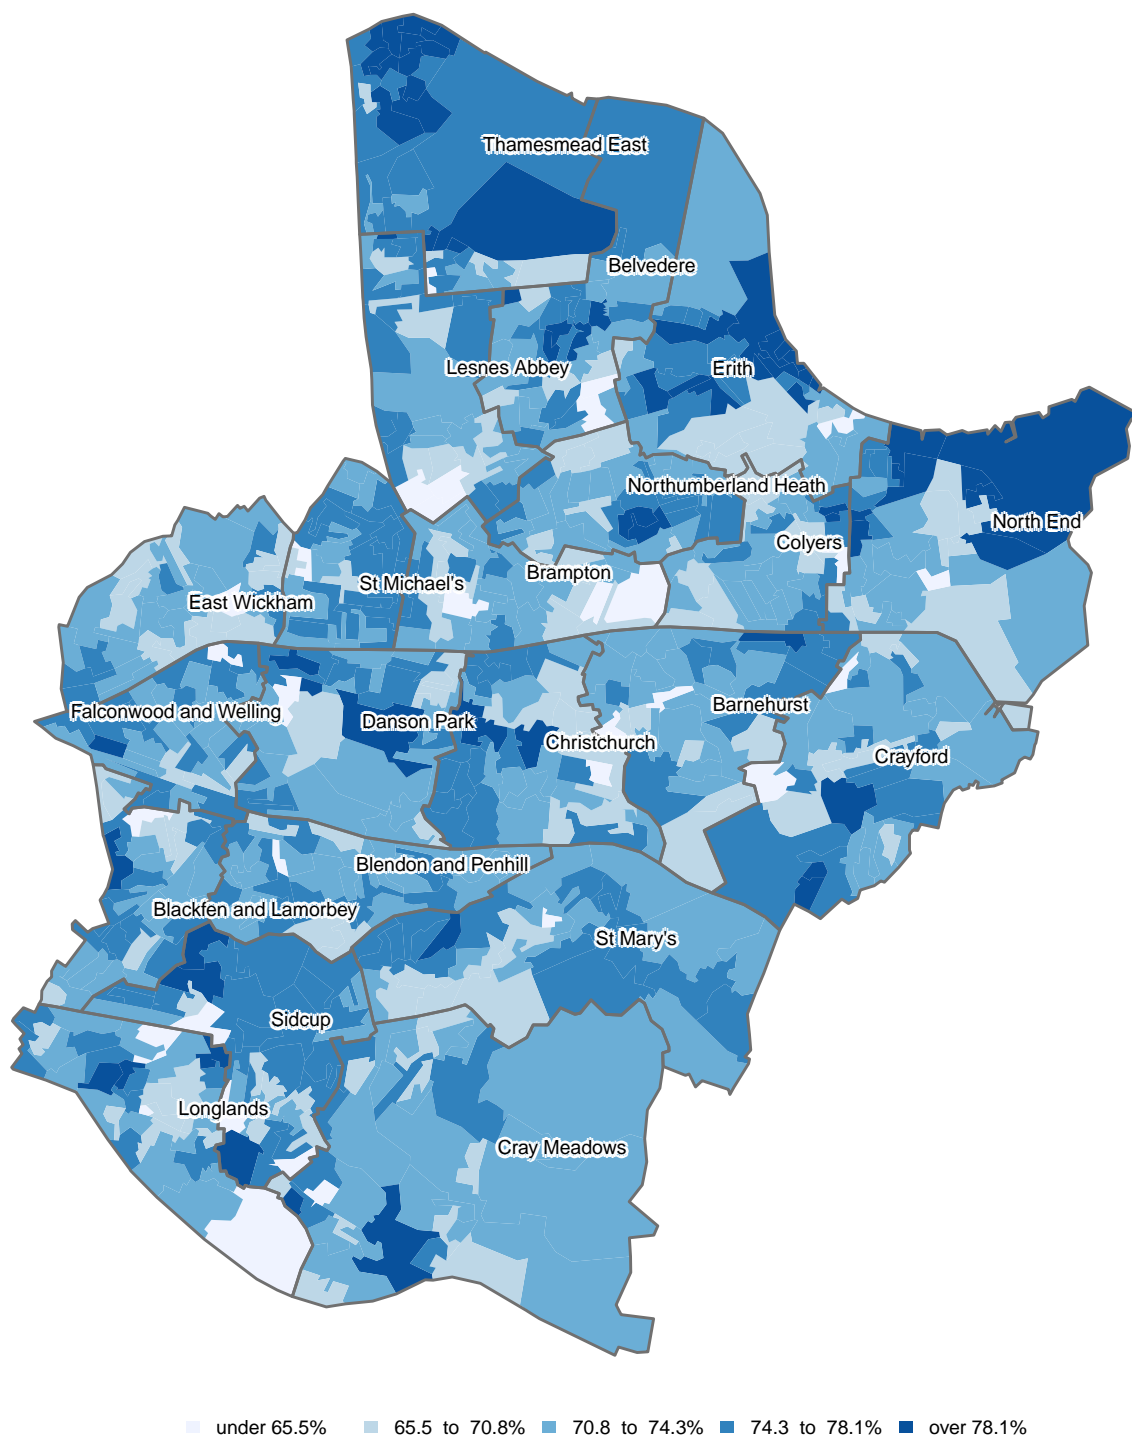 Thamesmead East
Belvedere
Lesnes Abbey
Erith
Northumberland Heath
North End
Colyers
Brampton
St Michael's
East Wickham
Barnehurst
Falconwood and Welling
Danson Park
Christchurch
Crayford
Blendon and Penhill
Blackfen and Lamorbey
St Mary's
Sidcup
Longlands
Cray Meadows
under 65.5% 65.5 to 70.8% 70.8 to 74.3% 74.3 to 78.1% over 78.1%